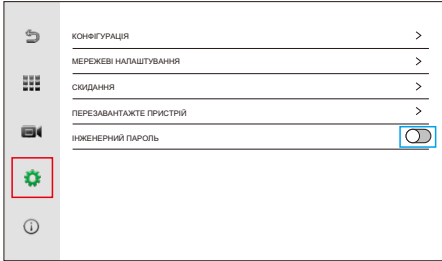 КОНФІГУРАЦІЯ
МЕРЕЖЕВІ НАЛАШТУВАННЯ
СКИДАННЯ
ПЕРЕЗАВАНТАЖТЕ ПРИСТРІЙ
ІНЖЕНЕРНИЙ ПАРОЛЬ